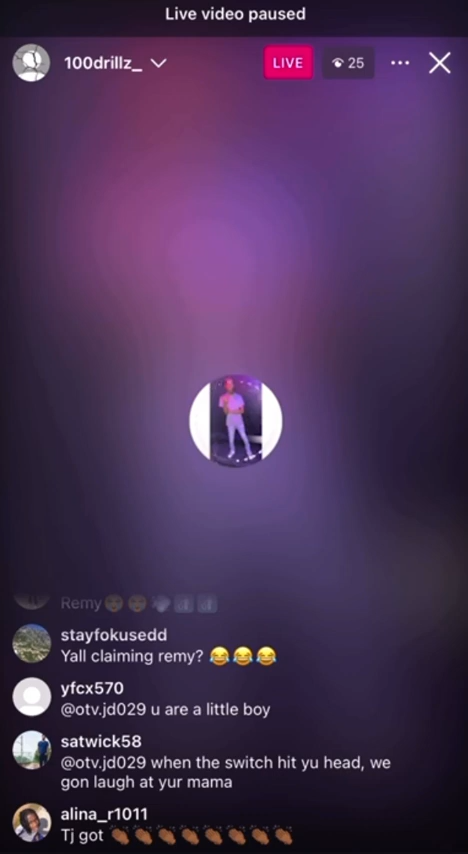 Live video paused
100drillz_
LIVE
25
Remy
stayfokusedd
Yall claiming remy? 😂😂😂
yfcx570
@otv.jd029 u are a little boy
satwick58
@otv.jd029 when the switch hit yu head, we
gon laugh at yur mama
alina_r1011
Tj got